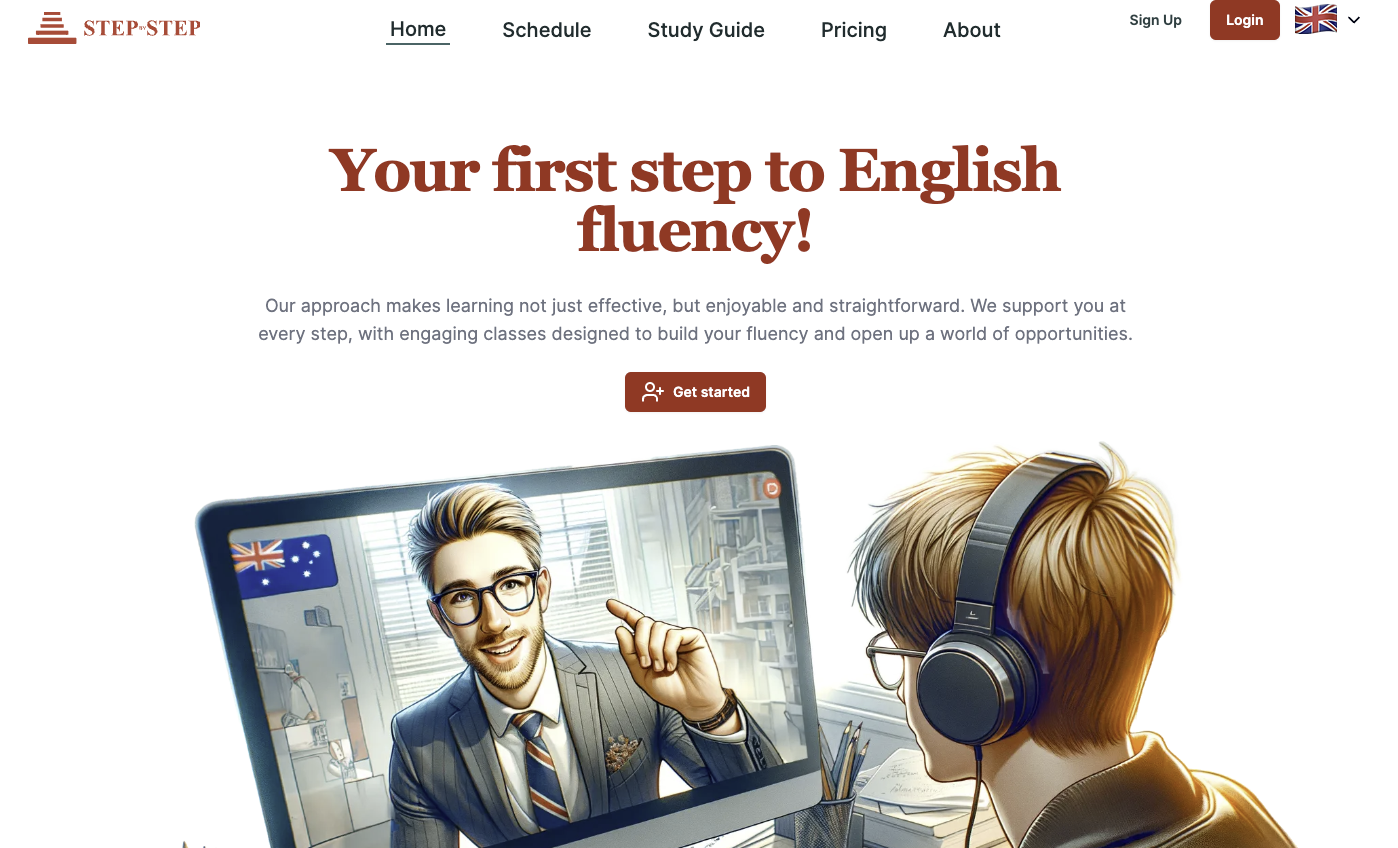 STEP BY STEP
Home
Schedule
Study Guide
Pricing
About
Sign Up
Login
Your first step to English
fluency!
Our approach makes learning not just effective, but enjoyable and straightforward. We support you at
every step, with engaging classes designed to build your fluency and open up a world of opportunities.
Get started